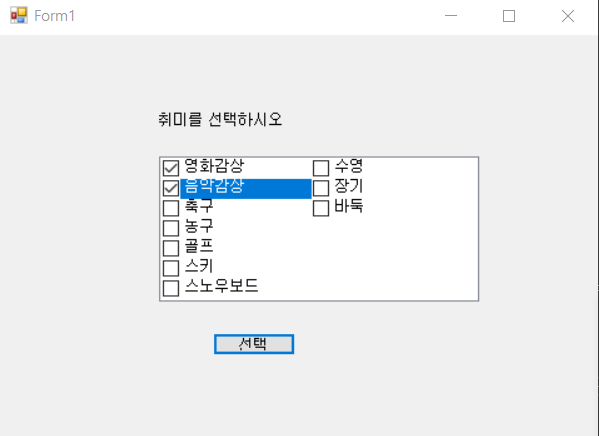 Form1
취미를 선택하시오
영화감상
음악감상
축구
농구
골프
스키
스노우보드
수영
장기
바둑
선택